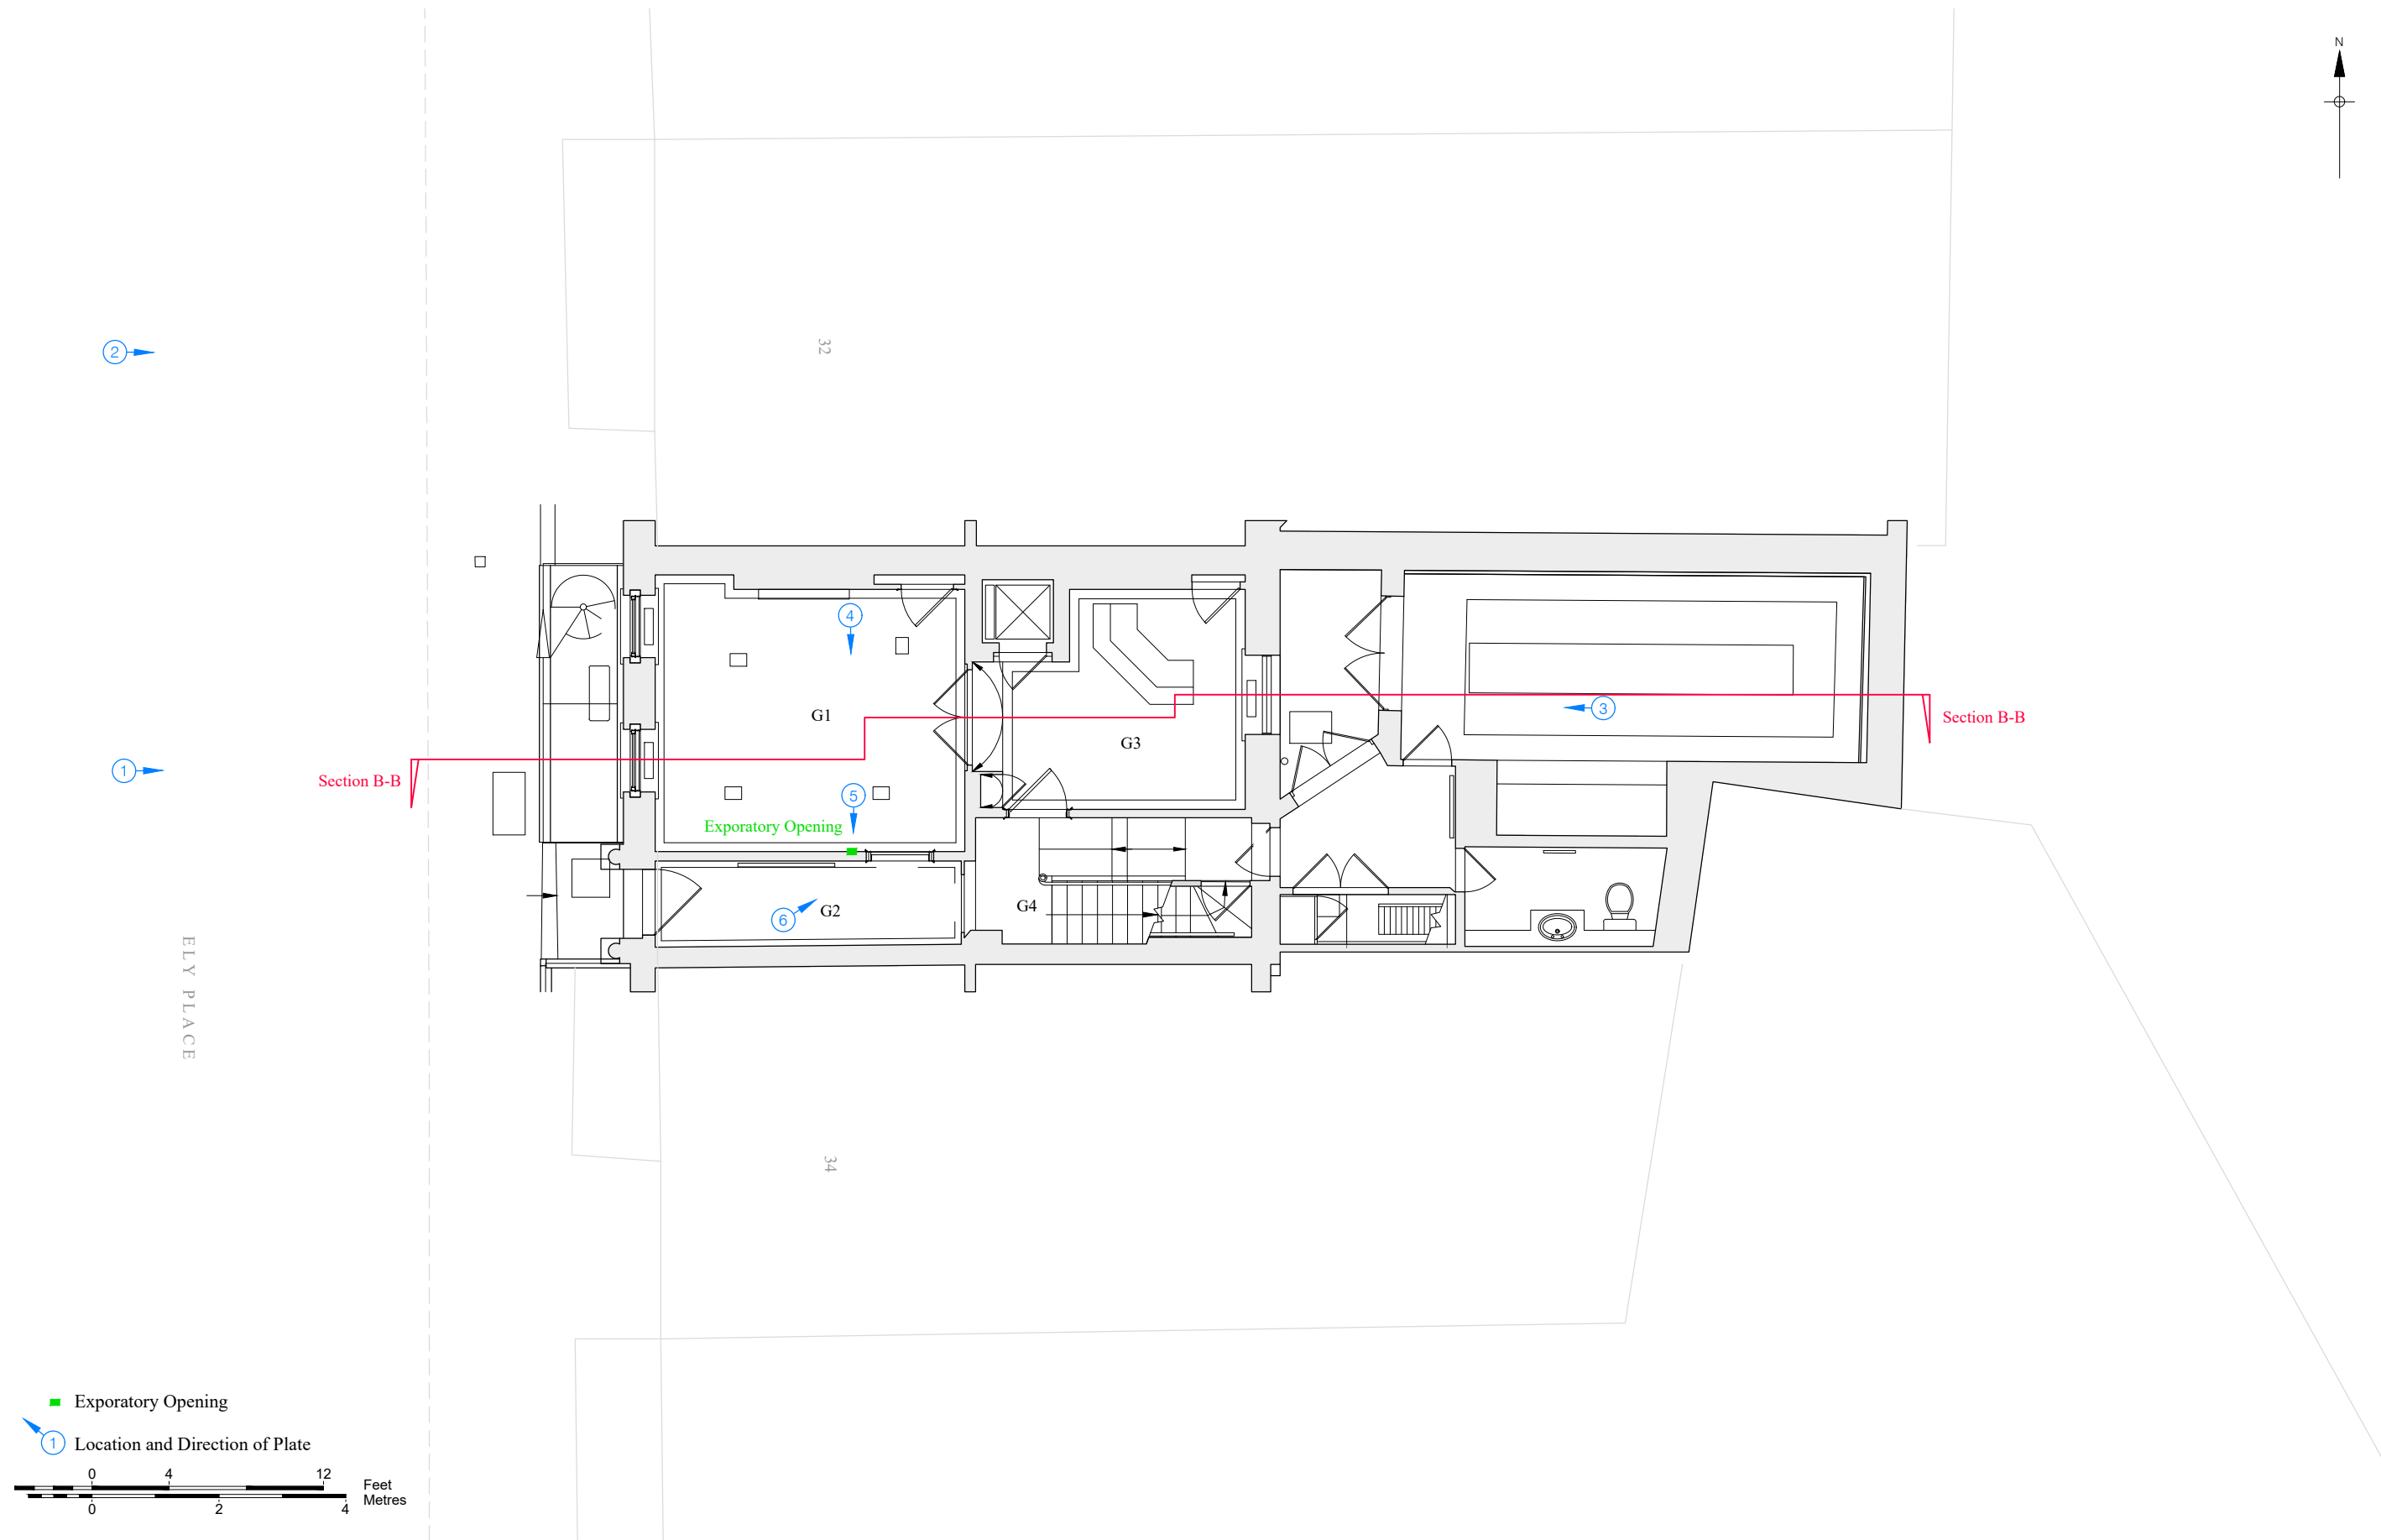 N
32
2
4
G1
G3
3
Section B-B
Section B-B
1
5
Exporatory Opening
6
G2
G4
ELY PLACE
34
Exporatory Opening
1
Location and Direction of Plate
0 4 12 Feet
Metres
0 2 4